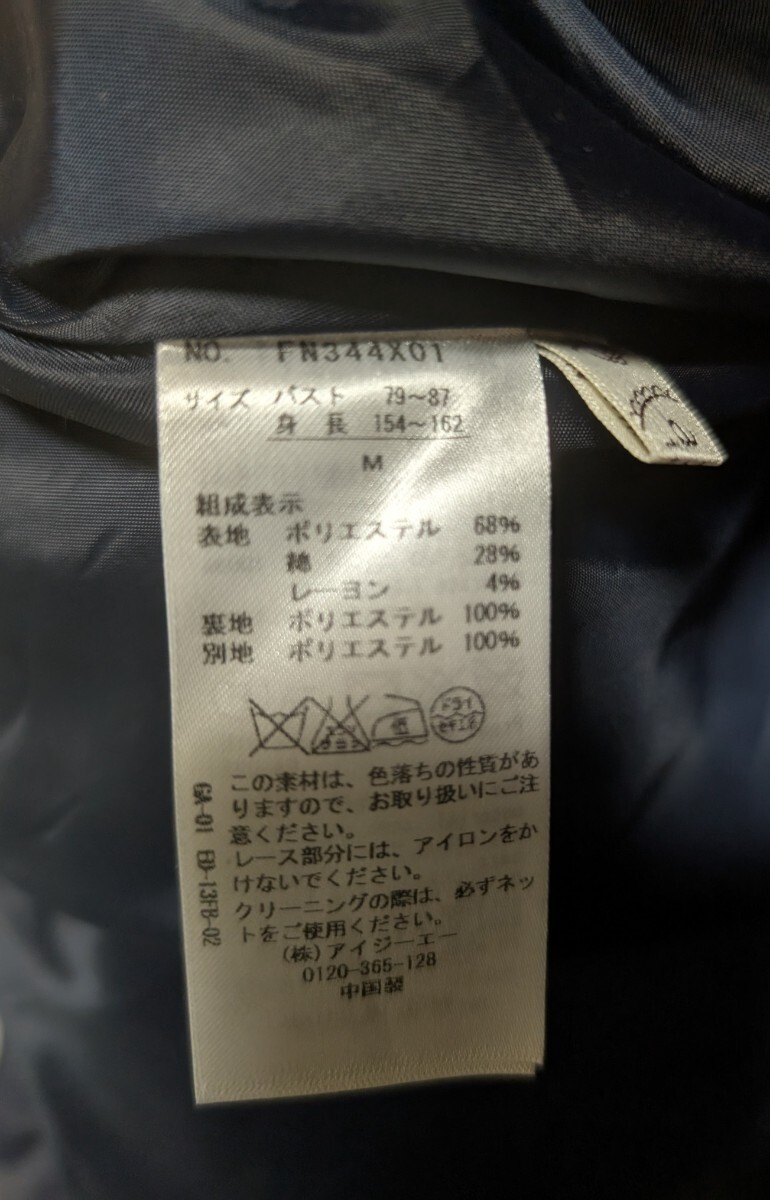 NO. FN344X01
サイズ バスト 79~87
身 長 154~162
M
組成表示
表地 ポリエステル 68%
綿 28%
レーヨン 4%
裏地 ポリエステル 100%
別地 ポリエステル 100%
低 ドライ
セキユ系
この素材は、色落ちの性質があ
りますので、お取り扱いにご注
意ください。
レース部分には、アイロンをか
けないでください。
クリーニングの際は、必ずネッ
トをご使用ください。
(株)アイジーエー
0120-365-128
中国製
GA-01 ED-13FB-02